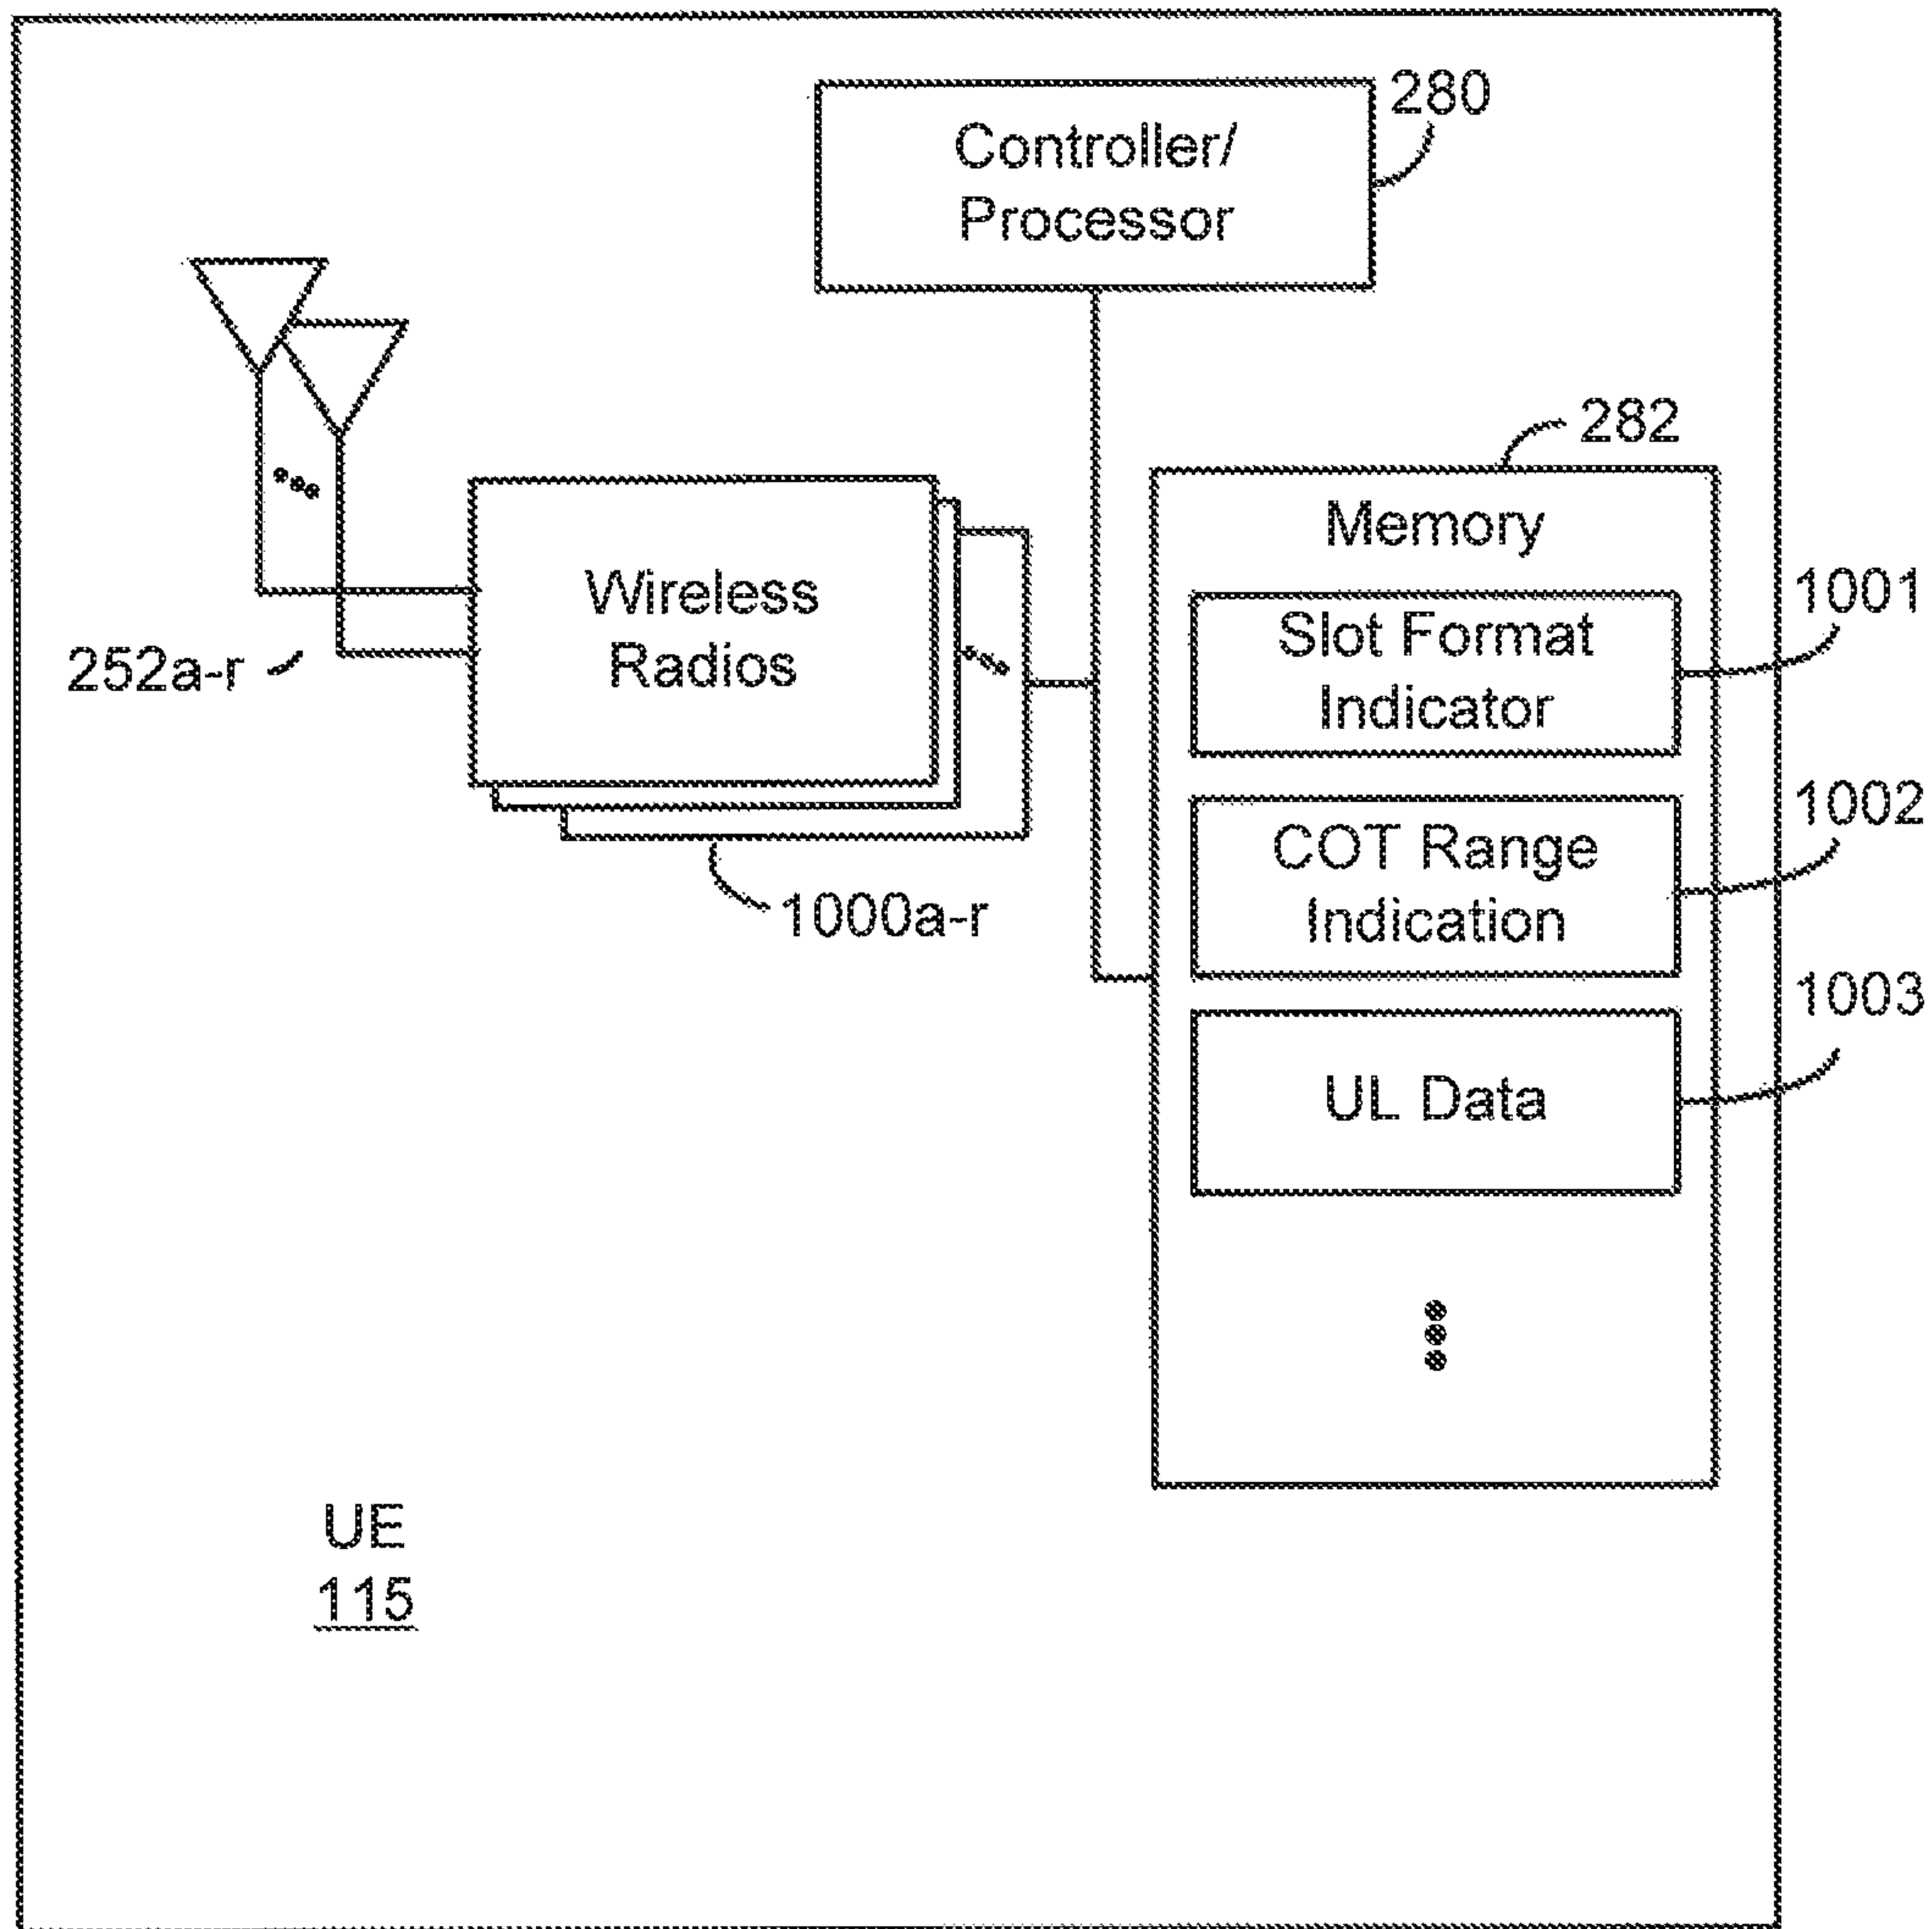 280
Controller/
Processor
282
Memory
1001
Slot Format
Indicator
Wireless
Radios
252a-r
1002
COT Range
Indication
1000a-r
1003
UL Data
UE
115